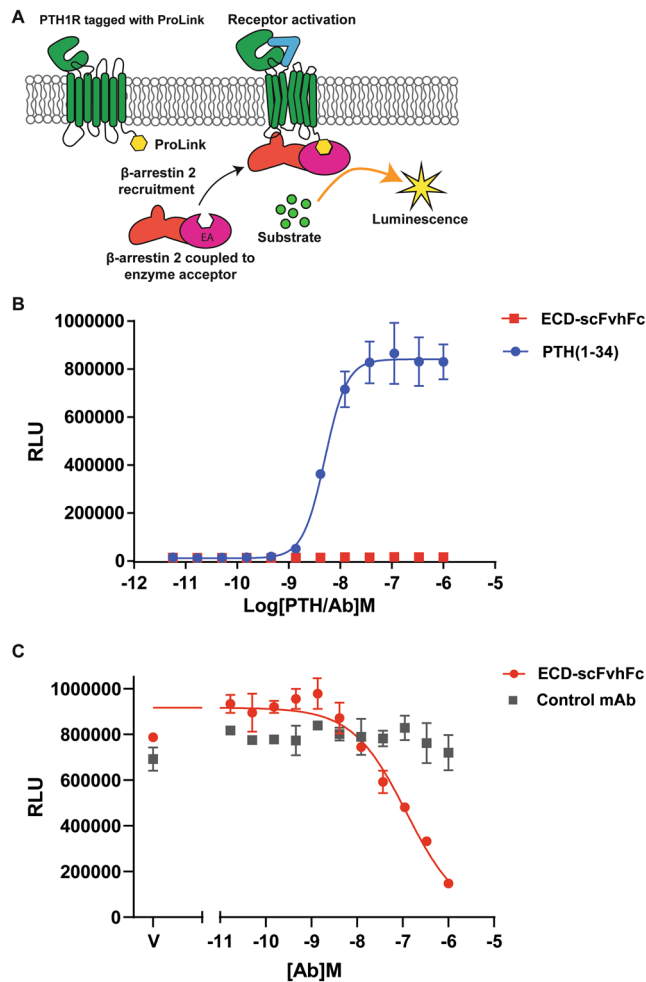 A
PTH1R tagged with ProLink
Receptor activation
ProLink
β-arrestin 2
recruitment
EA
Substrate
Luminescence
β-arrestin 2 coupled to
enzyme acceptor
B
ECD-scFvhFc
PTH(1-34)
1000000
800000
600000
400000
200000
0
RLU
-12 -11 -10 -9 -8 -7 -6 -5
Log[PTH/Ab]M
C
ECD-scFvhFc
Control mAb
1000000
800000
600000
400000
200000
0
RLU
V -11 -10 -9 -8 -7 -6 -5
[Ab]M